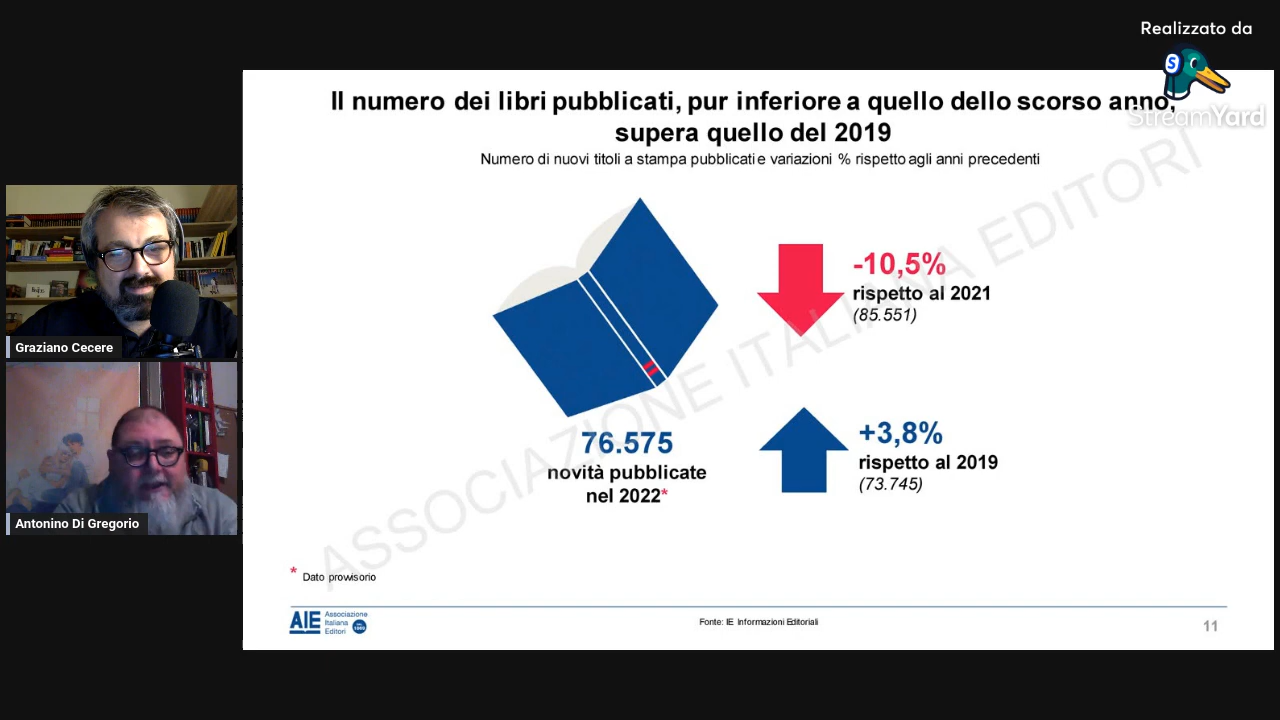 Realizzato da
StreamYard
Il numero dei libri pubblicati, pur inferiore a quello dello scorso anno,
supera quello del 2019
Numero di nuovi titoli a stampa pubblicati e variazioni % rispetto agli anni precedenti
ASSOCIAZIONE ITALIANA EDITORI
-10,5%
rispetto al 2021
(85.551)
Graziano Cecere
76.575
novità pubblicate
nel 2022*
+3,8%
rispetto al 2019
(73.745)
Antonino Di Gregorio
* Dato provvisorio
AIE
Associazione
Italiana
Editori
Fonte: IE Informazioni Editoriali
11